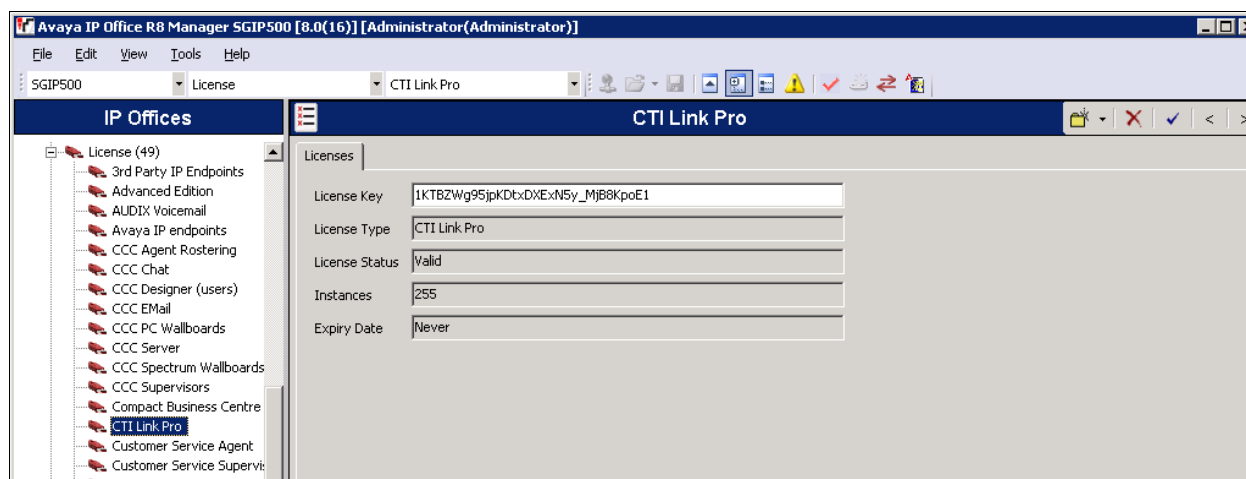 Avaya IP Office R8 Manager SGIP500 [8.0(16)] [Administrator(Administrator)]
File Edit View Tools Help
SGIP500 License CTI Link Pro
IP Offices
CTI Link Pro
License (49)
3rd Party IP Endpoints
Advanced Edition
AUDIX Voicemail
Avaya IP endpoints
CCC Agent Rostering
CCC Chat
CCC Designer (users)
CCC EMail
CCC PC Wallboards
CCC Server
CCC Spectrum Wallboards
CCC Supervisors
Compact Business Centre
CTI Link Pro
Customer Service Agent
Customer Service Supervi
Licenses
License Key 1KTBZWg95jpKDtxDXExN5y_MjB8KpoE1
License Type CTI Link Pro
License Status Valid
Instances 255
Expiry Date Never